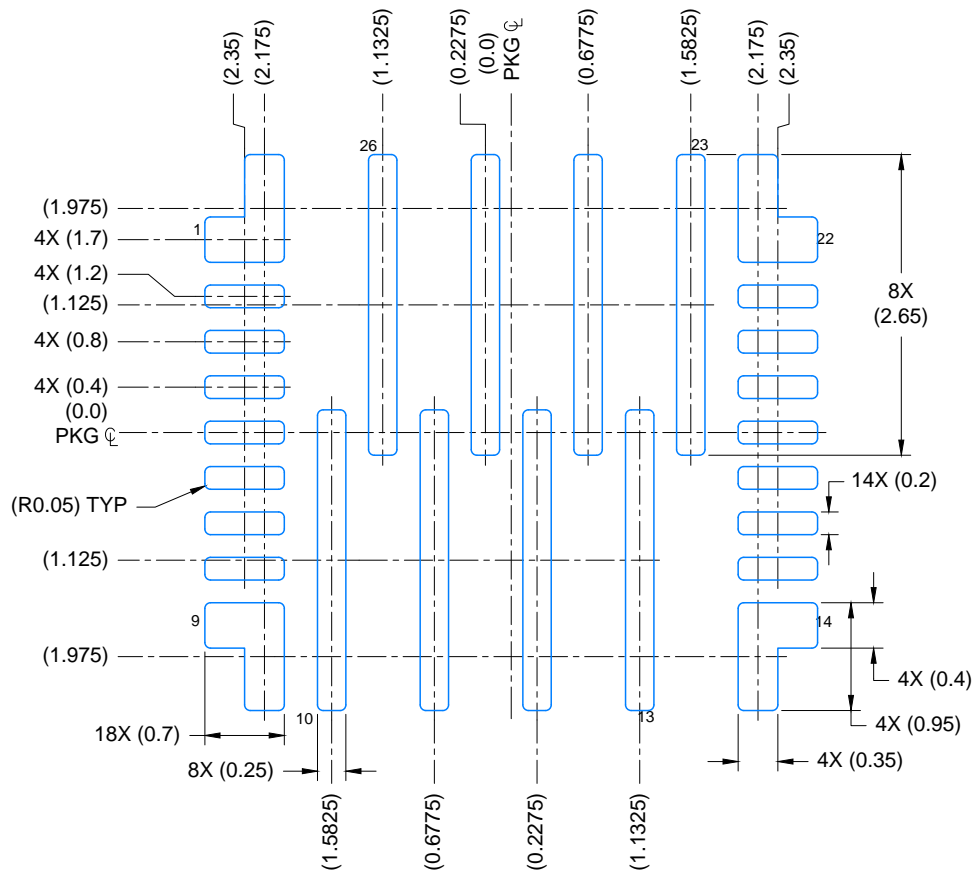 (2.35)
(2.175)
(1.1325)
(0.2275)
(0.0)
PKG ℄
(0.6775)
(1.5825)
(2.175)
(2.35)
26
23
(1.975)
1
4X (1.7)
22
4X (1.2)
(1.125)
8X
(2.65)
4X (0.8)
4X (0.4)
(0.0)
PKG ℄
(R0.05) TYP
14X (0.2)
(1.125)
9
14
(1.975)
4X (0.4)
10
13
4X (0.95)
18X (0.7)
8X (0.25)
4X (0.35)
(1.5825)
(0.6775)
(0.2275)
(1.1325)